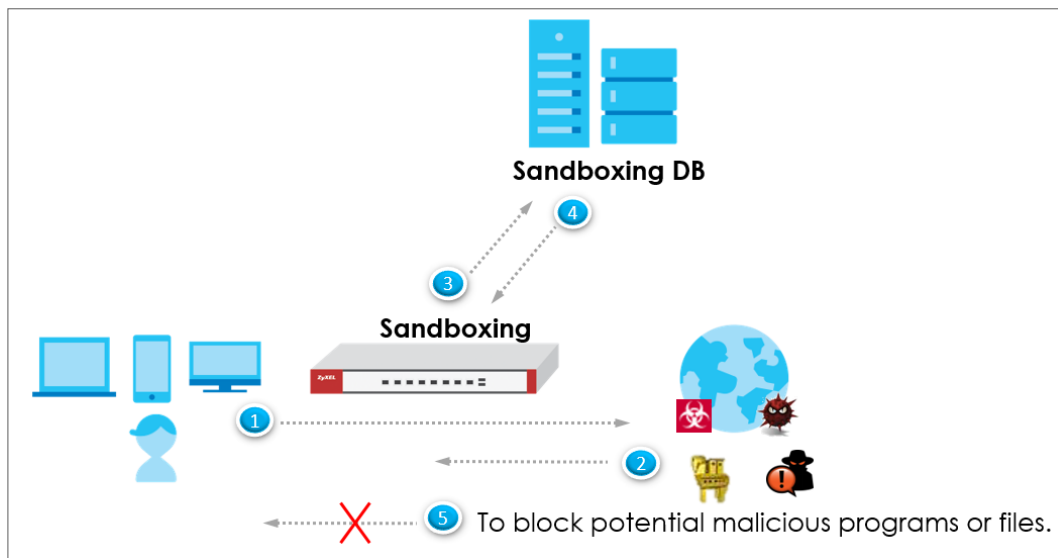 Sandboxing DB
4
3
Sandboxing
ZyXEL
1
2
5 To block potential malicious programs or files.